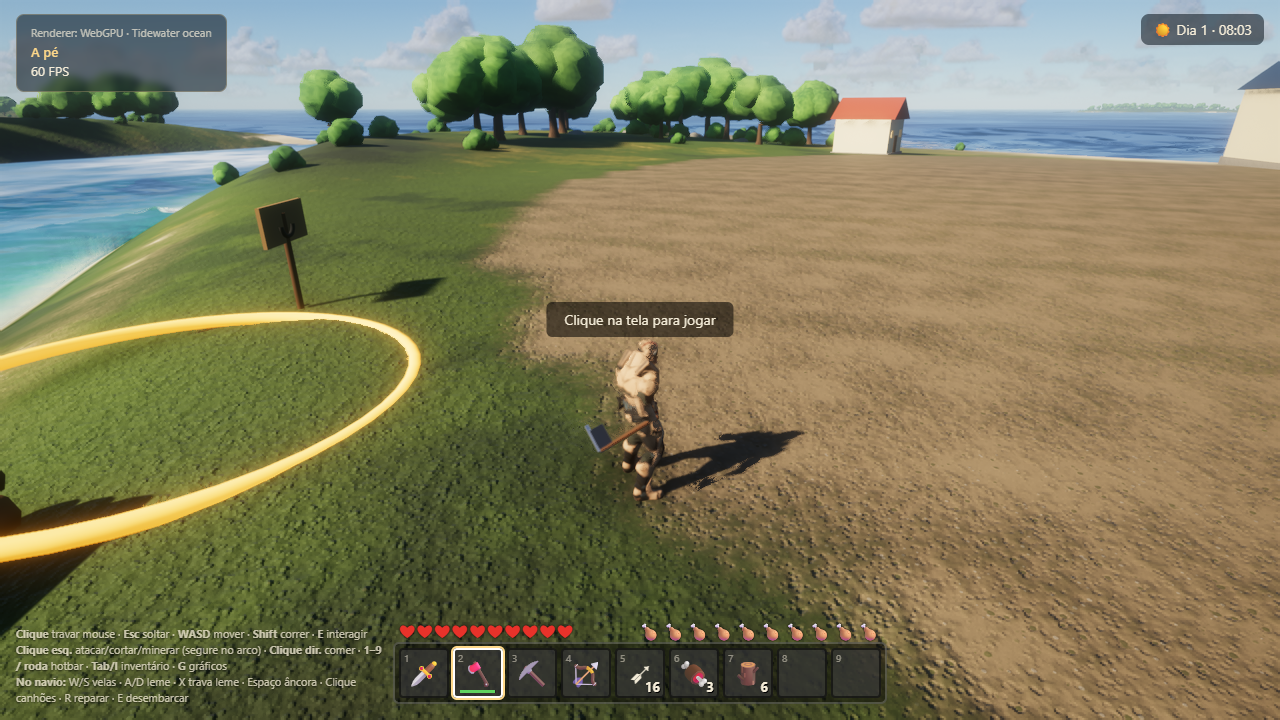 Renderer: WebGPU · Tidewater ocean
A pé
60 FPS
Dia 1 · 08:03
Clique na tela para jogar
Clique travar mouse · Esc soltar · WASD mover · Shift correr · E interagir
Clique esq. atacar/cortar/minerar (segure no arco) · Clique dir. comer · 1–9
/ roda hotbar · Tab/I inventário · G gráficos
No navio: W/S velas · A/D leme · X trava leme · Espaço âncora · Clique
canhões · R reparar · E desembarcar
1 2 3 4 5 6 7 8 9
16 3 6